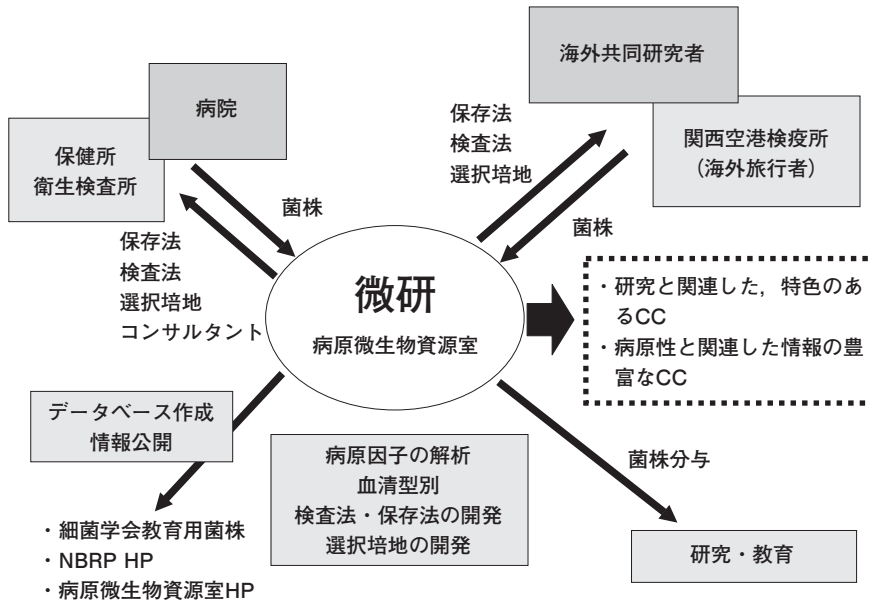 海外共同研究者
病院
関西空港検疫所
（海外旅行者）
保健所
衛生検査所
保存法
検査法
選択培地
菌株
菌株
保存法
検査法
選択培地
コンサルタント
微研
病原微生物資源室
・研究と関連した，特色のあ
るCC
・病原性と関連した情報の豊
富なCC
データベース作成
情報公開
病原因子の解析
血清型別
検査法・保存法の開発
選択培地の開発
菌株分与
研究・教育
・細菌学会教育用菌株
・NBRP HP
・病原微生物資源室HP